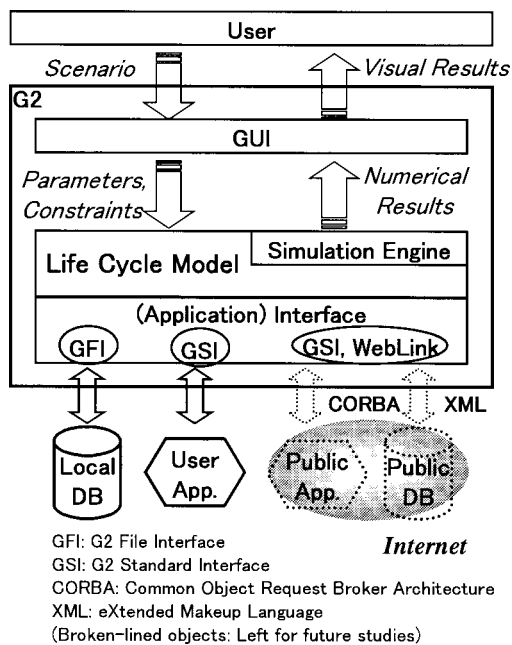 User
Scenario
Visual Results
G2
GUI
Parameters,
Constraints
Numerical
Results
Life Cycle Model
Simulation Engine
(Application) Interface
GFI
GSI
GSI, WebLink
CORBA
XML
Local
DB
User
App.
Public
App.
Public
DB
Internet
GFI: G2 File Interface
GSI: G2 Standard Interface
CORBA: Common Object Request Broker Architecture
XML: eXtended Makeup Language
(Broken-lined objects: Left for future studies)